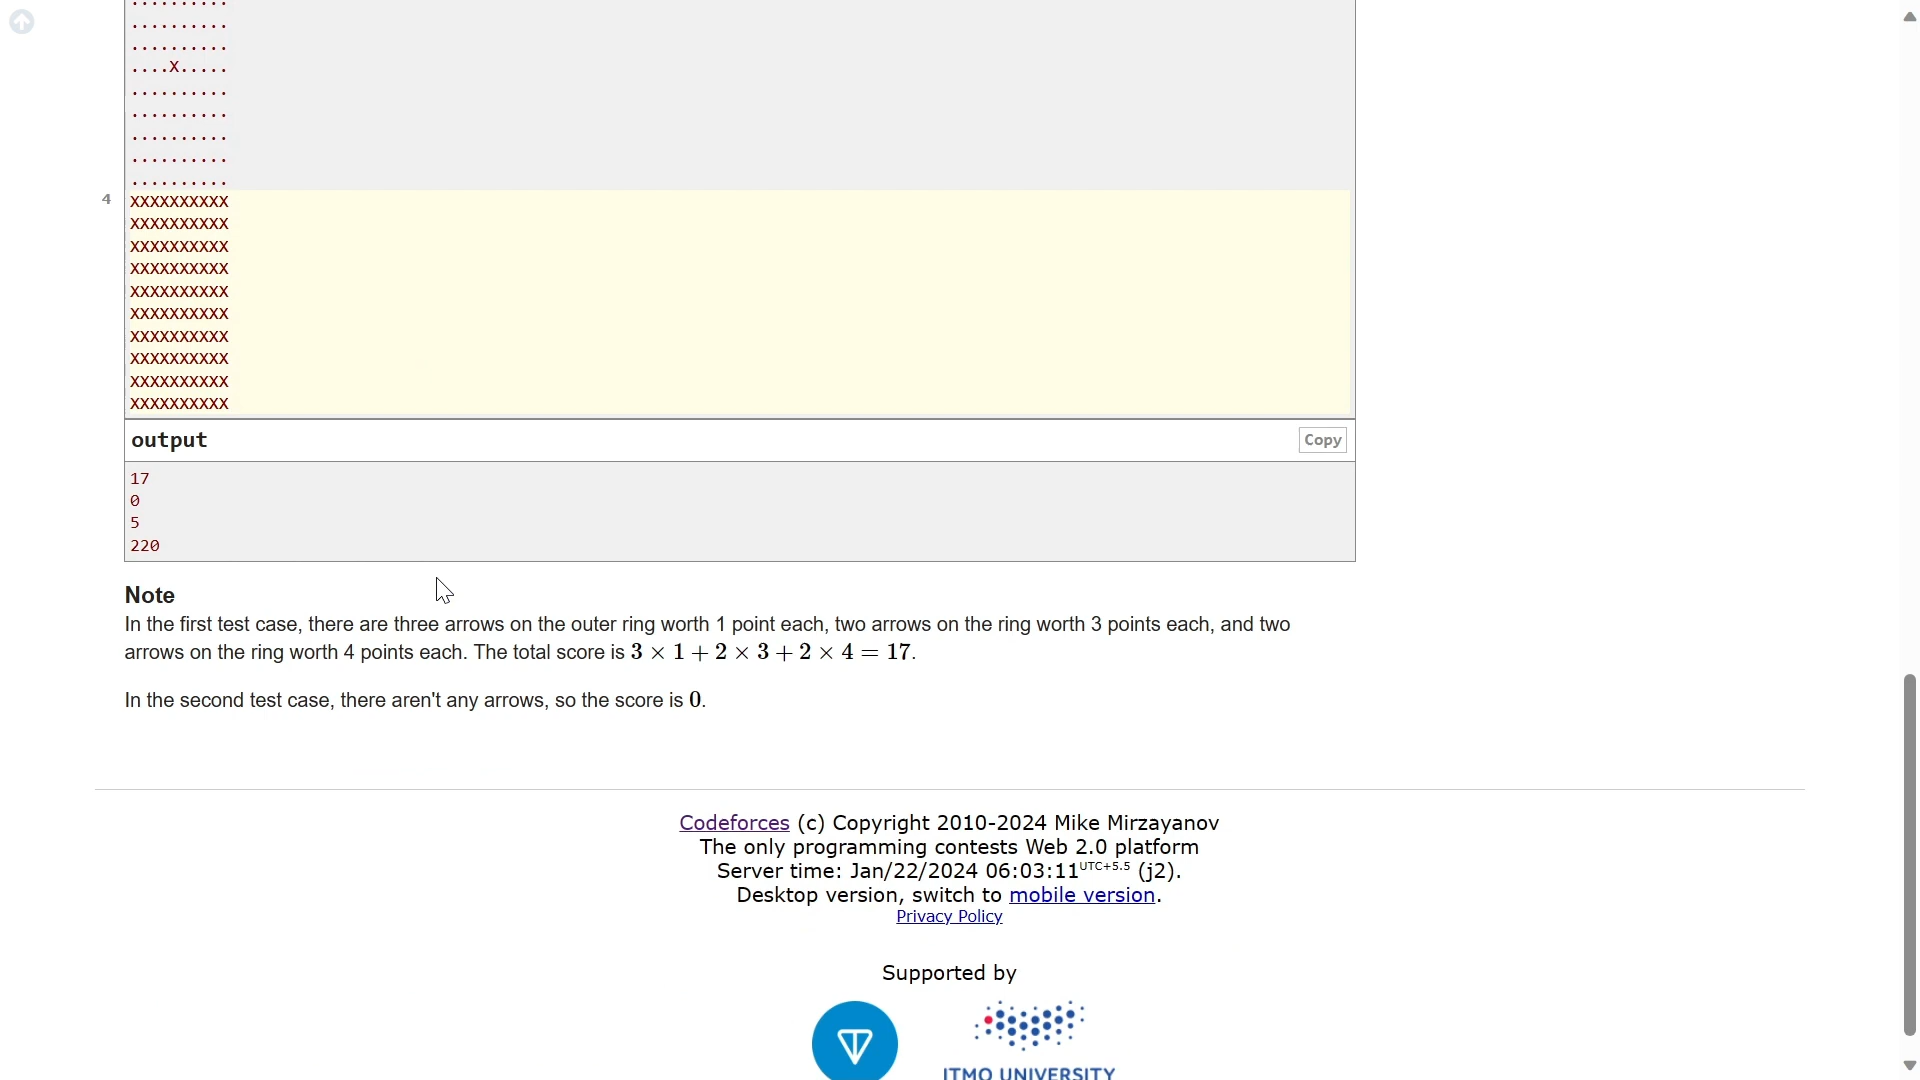 ..........
..........
..........
....X.....
..........
..........
..........
..........
..........
4
XXXXXXXXXX
XXXXXXXXXX
XXXXXXXXXX
XXXXXXXXXX
XXXXXXXXXX
XXXXXXXXXX
XXXXXXXXXX
XXXXXXXXXX
XXXXXXXXXX
XXXXXXXXXX
output
Copy
17
0
5
220
Note
In the first test case, there are three arrows on the outer ring worth 1 point each, two arrows on the ring worth 3 points each, and two
arrows on the ring worth 4 points each. The total score is 3 × 1 + 2 × 3 + 2 × 4 = 17.
In the second test case, there aren't any arrows, so the score is 0.
Codeforces (c) Copyright 2010-2024 Mike Mirzayanov
The only programming contests Web 2.0 platform
Server time: Jan/22/2024 06:03:11UTC+5.5 (j2).
Desktop version, switch to mobile version.
Privacy Policy
Supported by
ITMO UNIVERSITY